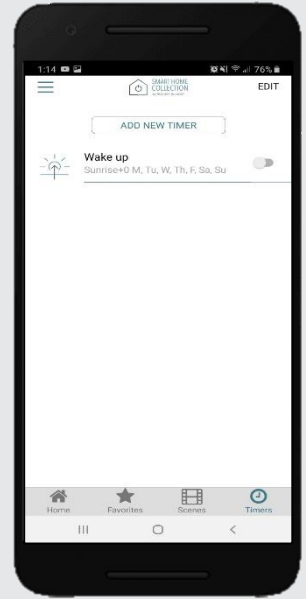 1:14 76%
SMART HOME
COLLECTION
EDIT
ADD NEW TIMER
Wake up
Sunrise+0 M, Tu, W, Th, F, Sa, Su
Home Favorites Scenes Timers